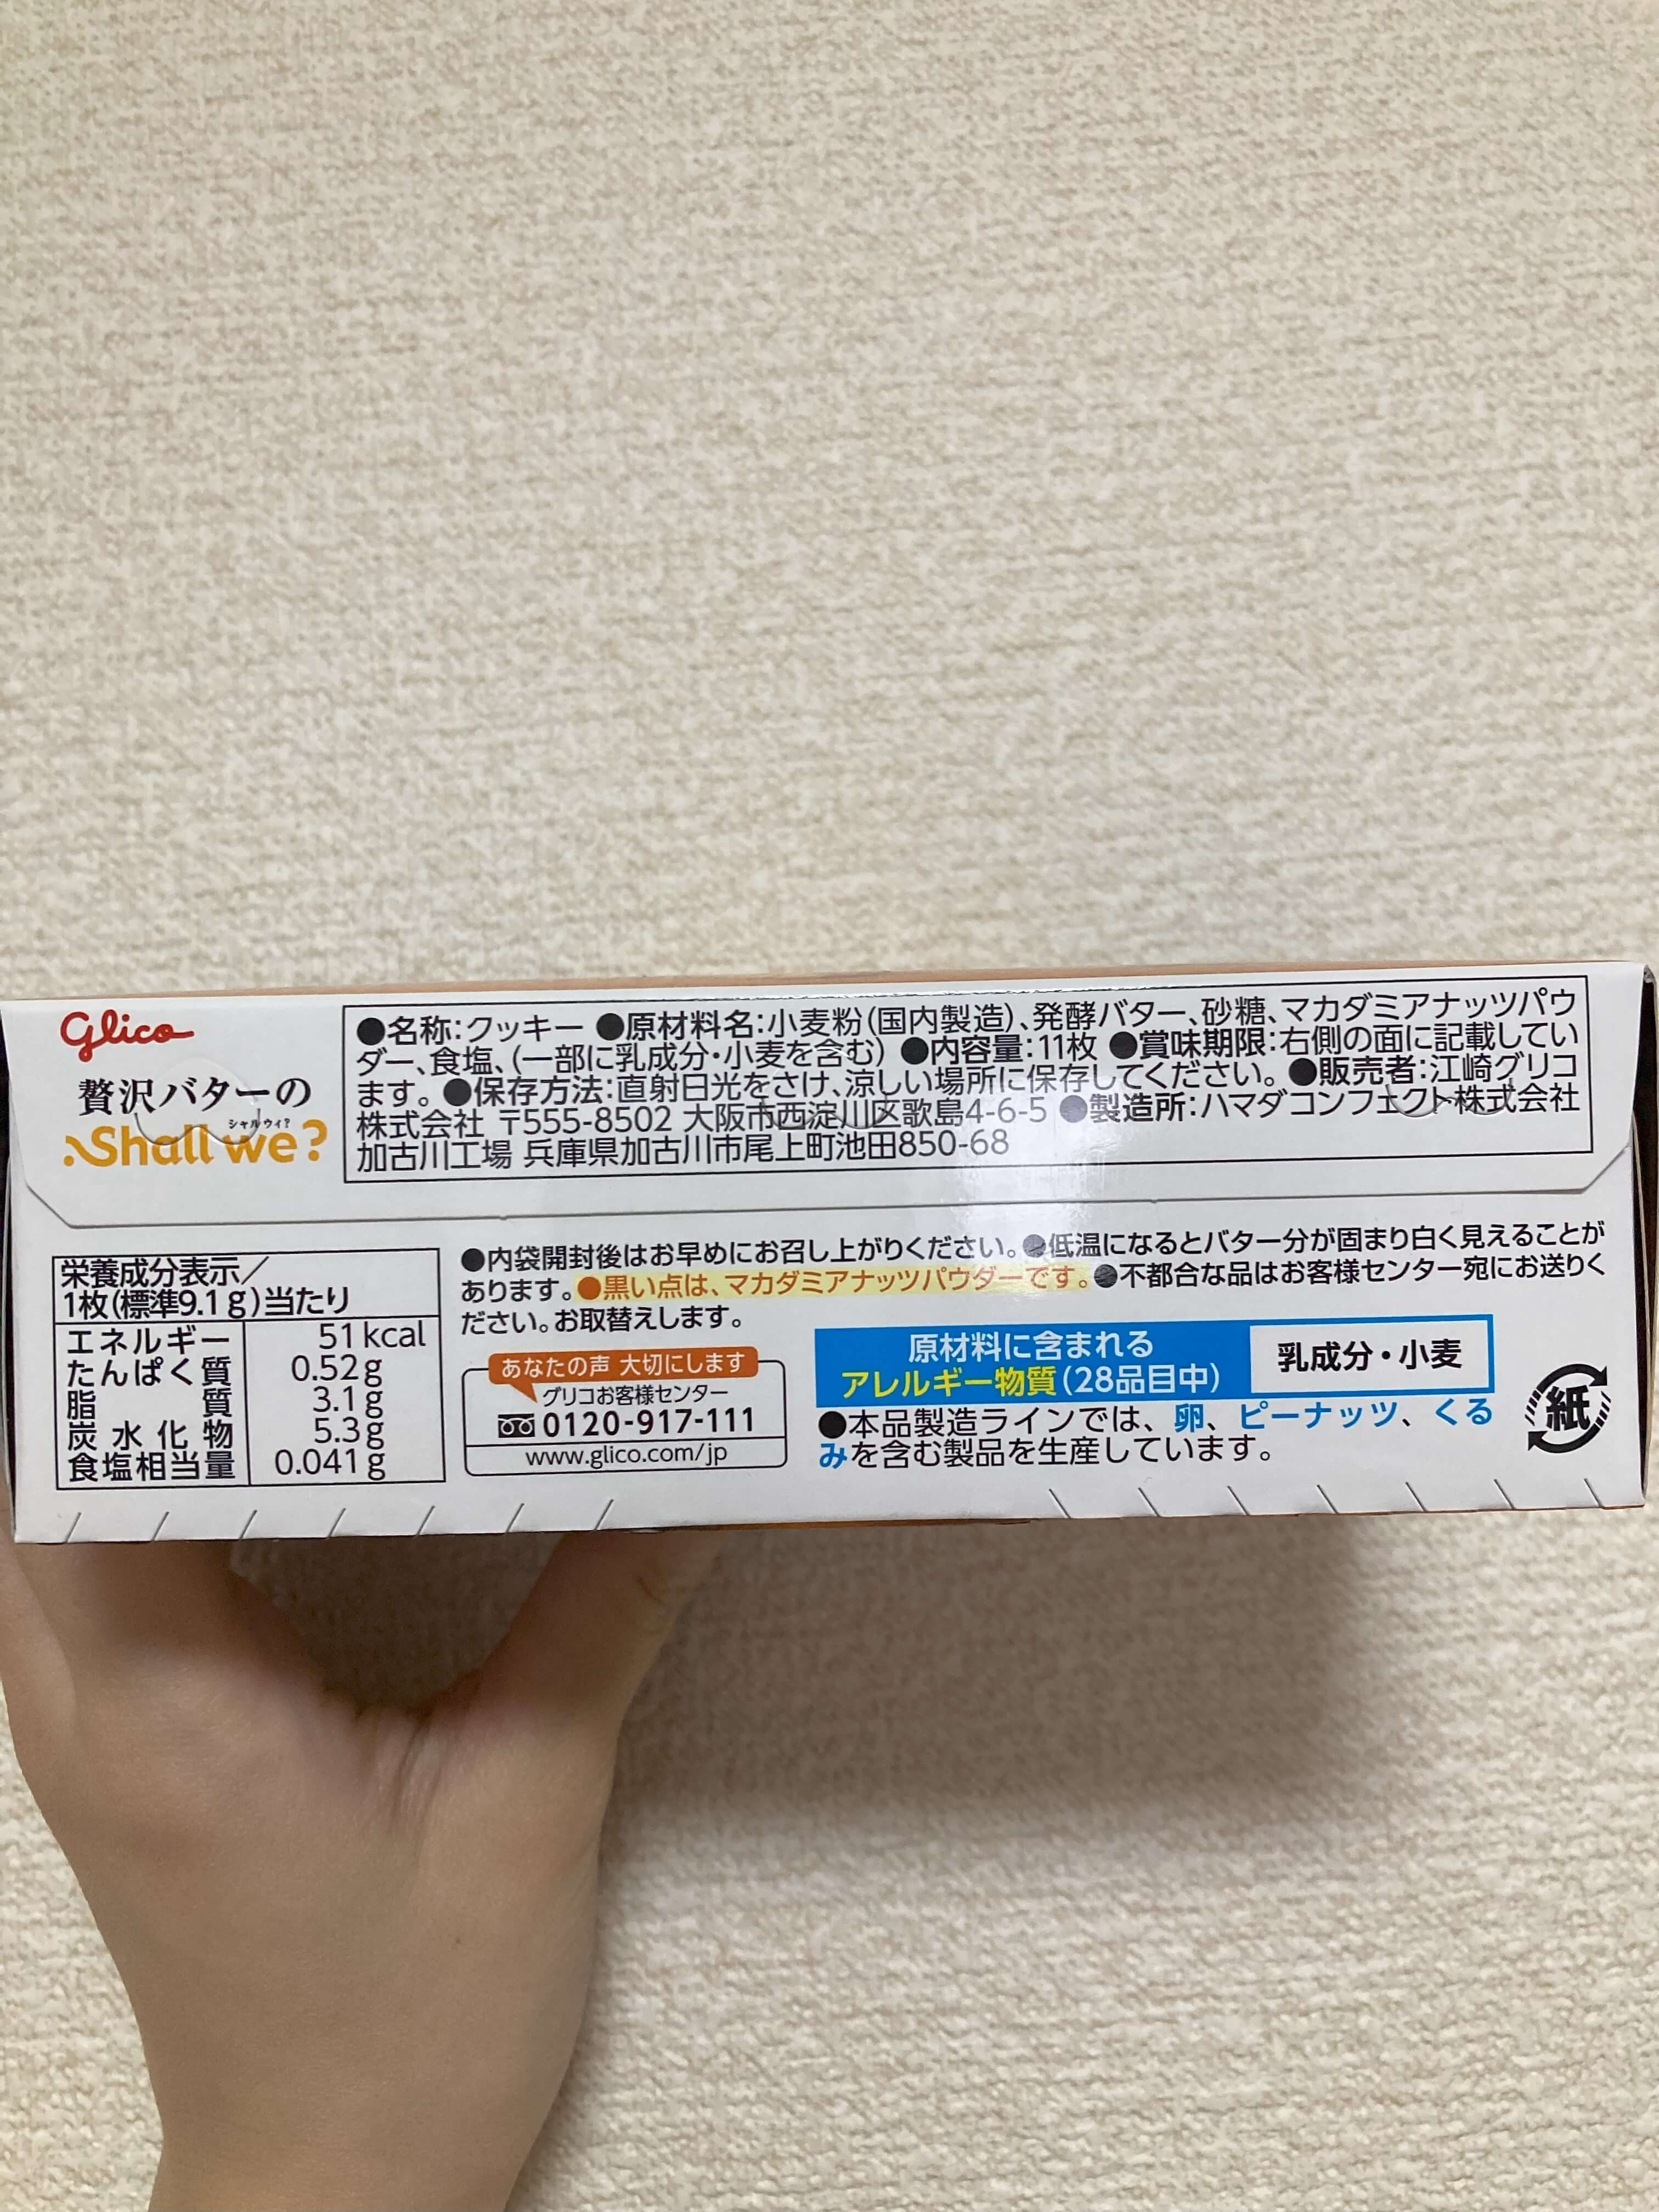 Glico
贅沢バターの
シャルウィ?
Shall we?
●名称:クッキー ●原材料名:小麦粉(国内製造)、発酵バター、砂糖、マカダミアナッツパウ
ダー、食塩、(一部に乳成分・小麦を含む) ●内容量:11枚 ●賞味期限:右側の面に記載してい
ます。●保存方法:直射日光をさけ、涼しい場所に保存してください。●販売者:江崎グリコ
株式会社 〒555-8502 大阪市西淀川区歌島4-6-5 ●製造所:ハマダコンフェクト株式会社
加古川工場 兵庫県加古川市尾上町池田850-68
栄養成分表示/
1枚(標準9.1g)当たり
エネルギー 51kcal
たんぱく質 0.52g
脂質 3.1g
炭水化物 5.3g
食塩相当量 0.041g
●内袋開封後はお早めにお召し上がりください。●低温になるとバター分が固まり白く見えることが
あります。●黒い点は、マカダミアナッツパウダーです。●不都合な品はお客様センター宛にお送りく
ださい。お取替えします。
あなたの声 大切にします
グリコお客様センター
0120-917-111
www.glico.com/jp
原材料に含まれる
アレルギー物質(28品目中)
乳成分・小麦
●本品製造ラインでは、卵、ピーナッツ、くる
みを含む製品を生産しています。
紙